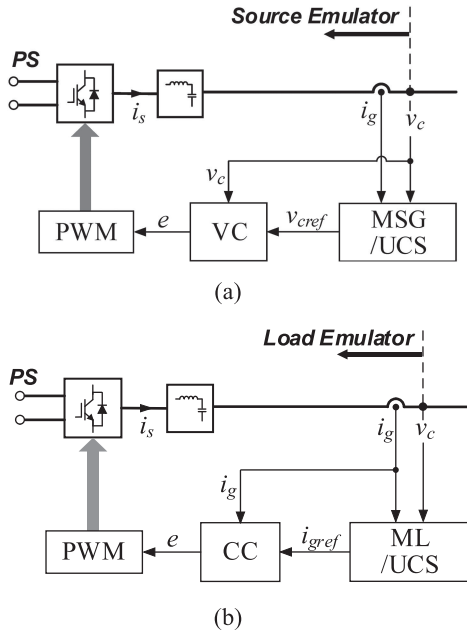 Source Emulator
PS
i_s
i_g
v_c
v_c
PWM
e
VC
v_cref
MSG
/UCS
(a)
Load Emulator
PS
i_s
i_g
v_c
i_g
PWM
e
CC
i_gref
ML
/UCS
(b)